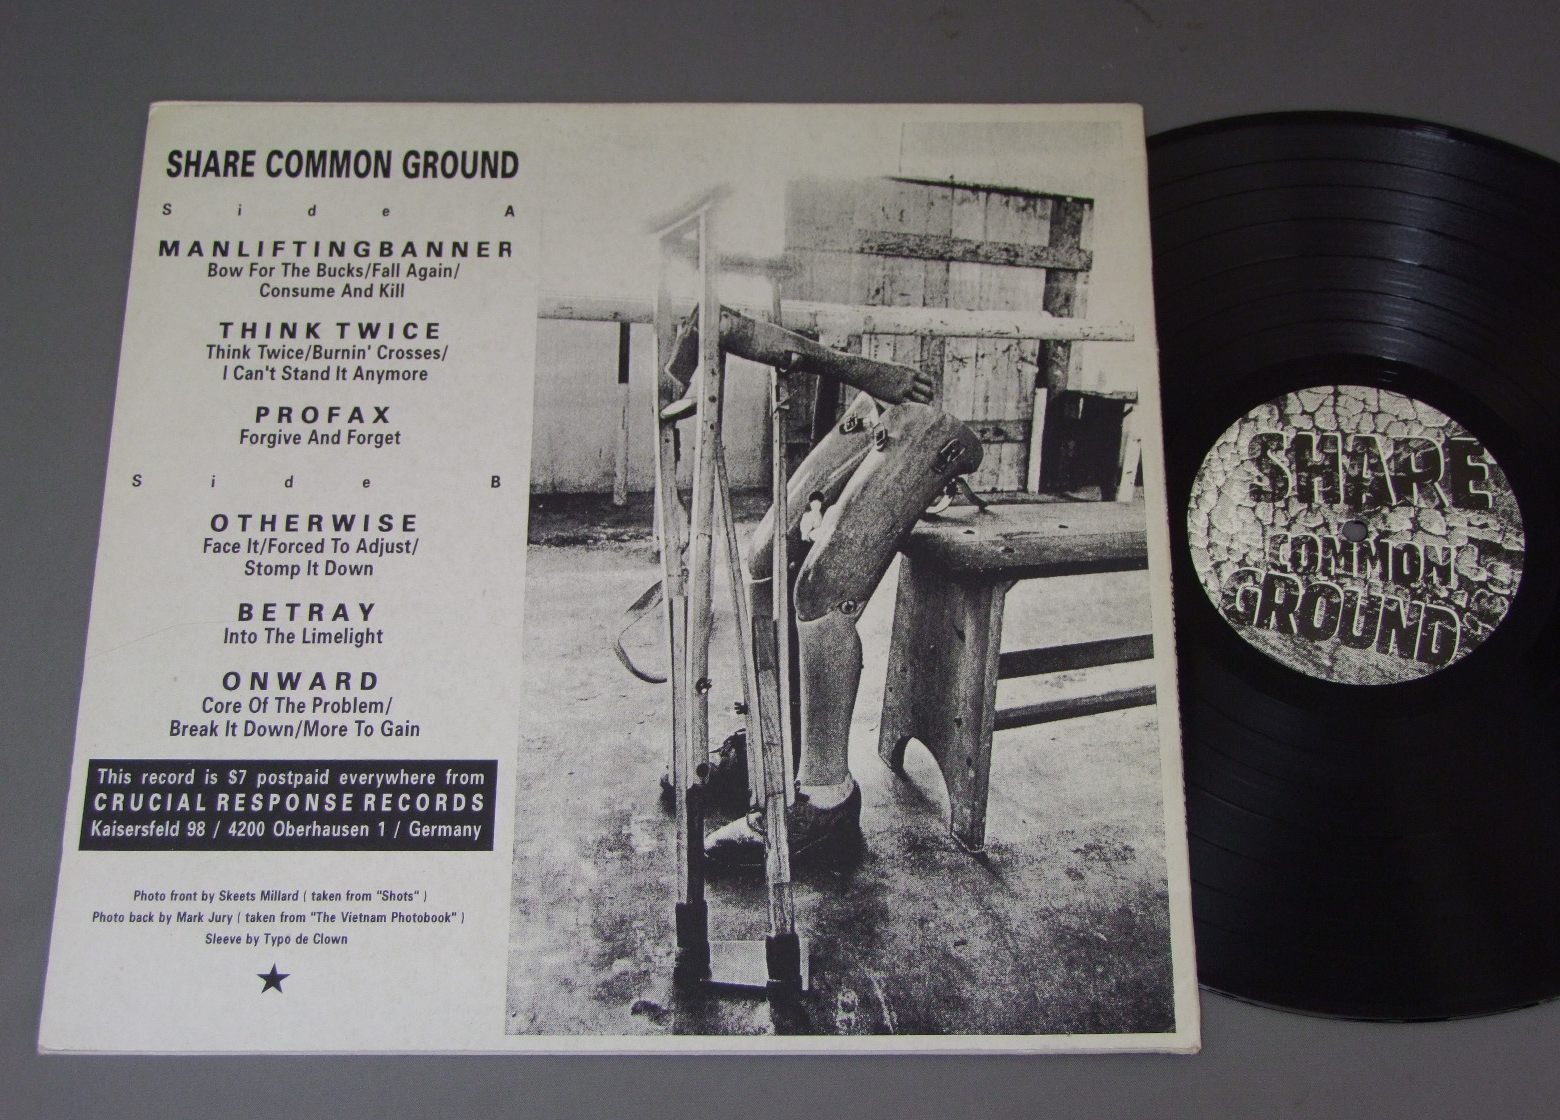 SHARE COMMON GROUND
Side A
MANLIFTINGBANNER
Bow For The Bucks/Fall Again/
Consume And Kill
THINK TWICE
Think Twice/Burnin' Crosses/
I Can't Stand It Anymore
PROFAX
Forgive And Forget
Side B
OTHERWISE
Face It/Forced To Adjust/
Stomp It Down
BETRAY
Into The Limelight
ONWARD
Core Of The Problem/
Break It Down/More To Gain
This record is $7 postpaid everywhere from
CRUCIAL RESPONSE RECORDS
Kaisersfeld 98 / 4200 Oberhausen 1 / Germany
Photo front by Skeets Millard ( taken from "Shots" )
Photo back by Mark Jury ( taken from "The Vietnam Photobook" )
Sleeve by Typo de Clown
SHARE
COMMON
GROUND